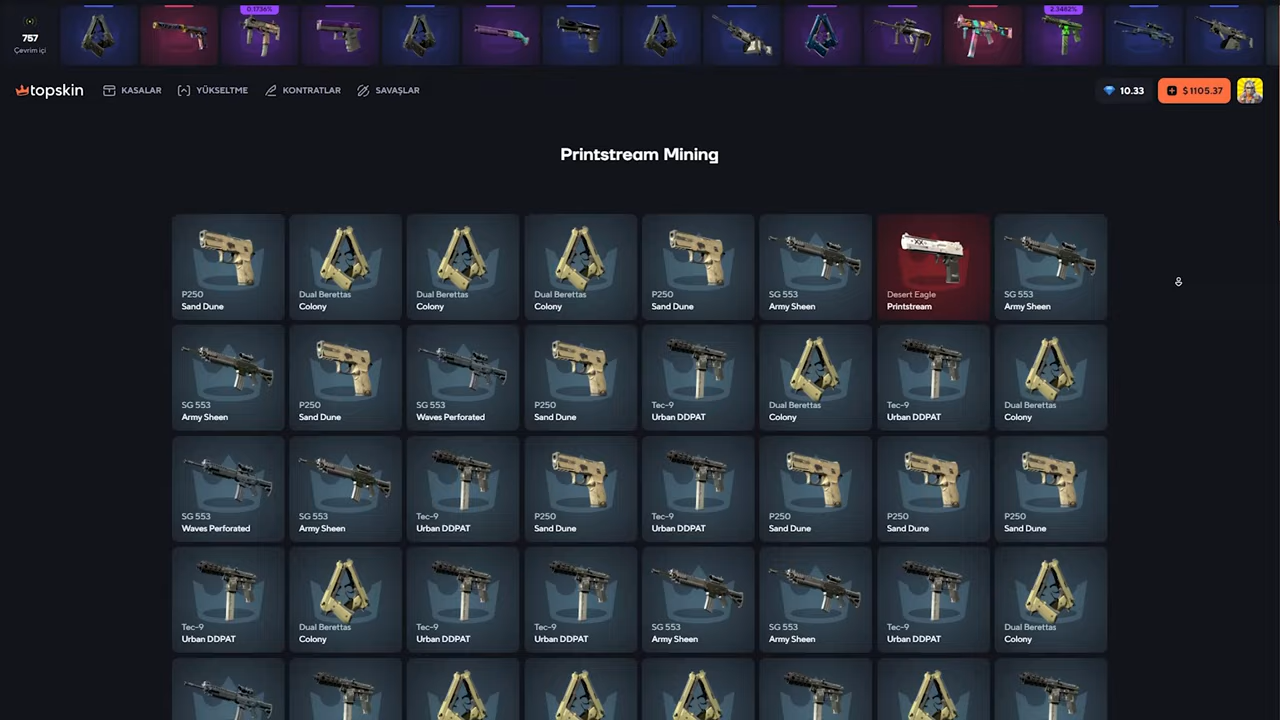 0.1736%
2.3482%
757
Çevrim içi
topskin
KASALAR
YÜKSELTME
KONTRATLAR
SAVAŞLAR
10.33
$ 1105.37
Printstream Mining
P250
Sand Dune
Dual Berettas
Colony
Dual Berettas
Colony
Dual Berettas
Colony
P250
Sand Dune
SG 553
Army Sheen
Desert Eagle
Printstream
SG 553
Army Sheen
SG 553
Army Sheen
P250
Sand Dune
SG 553
Waves Perforated
P250
Sand Dune
Tec-9
Urban DDPAT
Dual Berettas
Colony
Tec-9
Urban DDPAT
Dual Berettas
Colony
SG 553
Waves Perforated
SG 553
Army Sheen
Tec-9
Urban DDPAT
P250
Sand Dune
Tec-9
Urban DDPAT
P250
Sand Dune
P250
Sand Dune
P250
Sand Dune
Tec-9
Urban DDPAT
Dual Berettas
Colony
Tec-9
Urban DDPAT
Tec-9
Urban DDPAT
SG 553
Army Sheen
SG 553
Army Sheen
Tec-9
Urban DDPAT
Dual Berettas
Colony